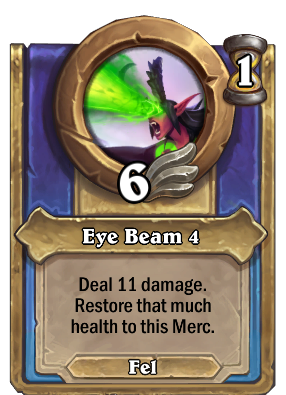 1
6
Eye Beam 4
Deal 11 damage.
Restore that much
health to this Merc.
Fel